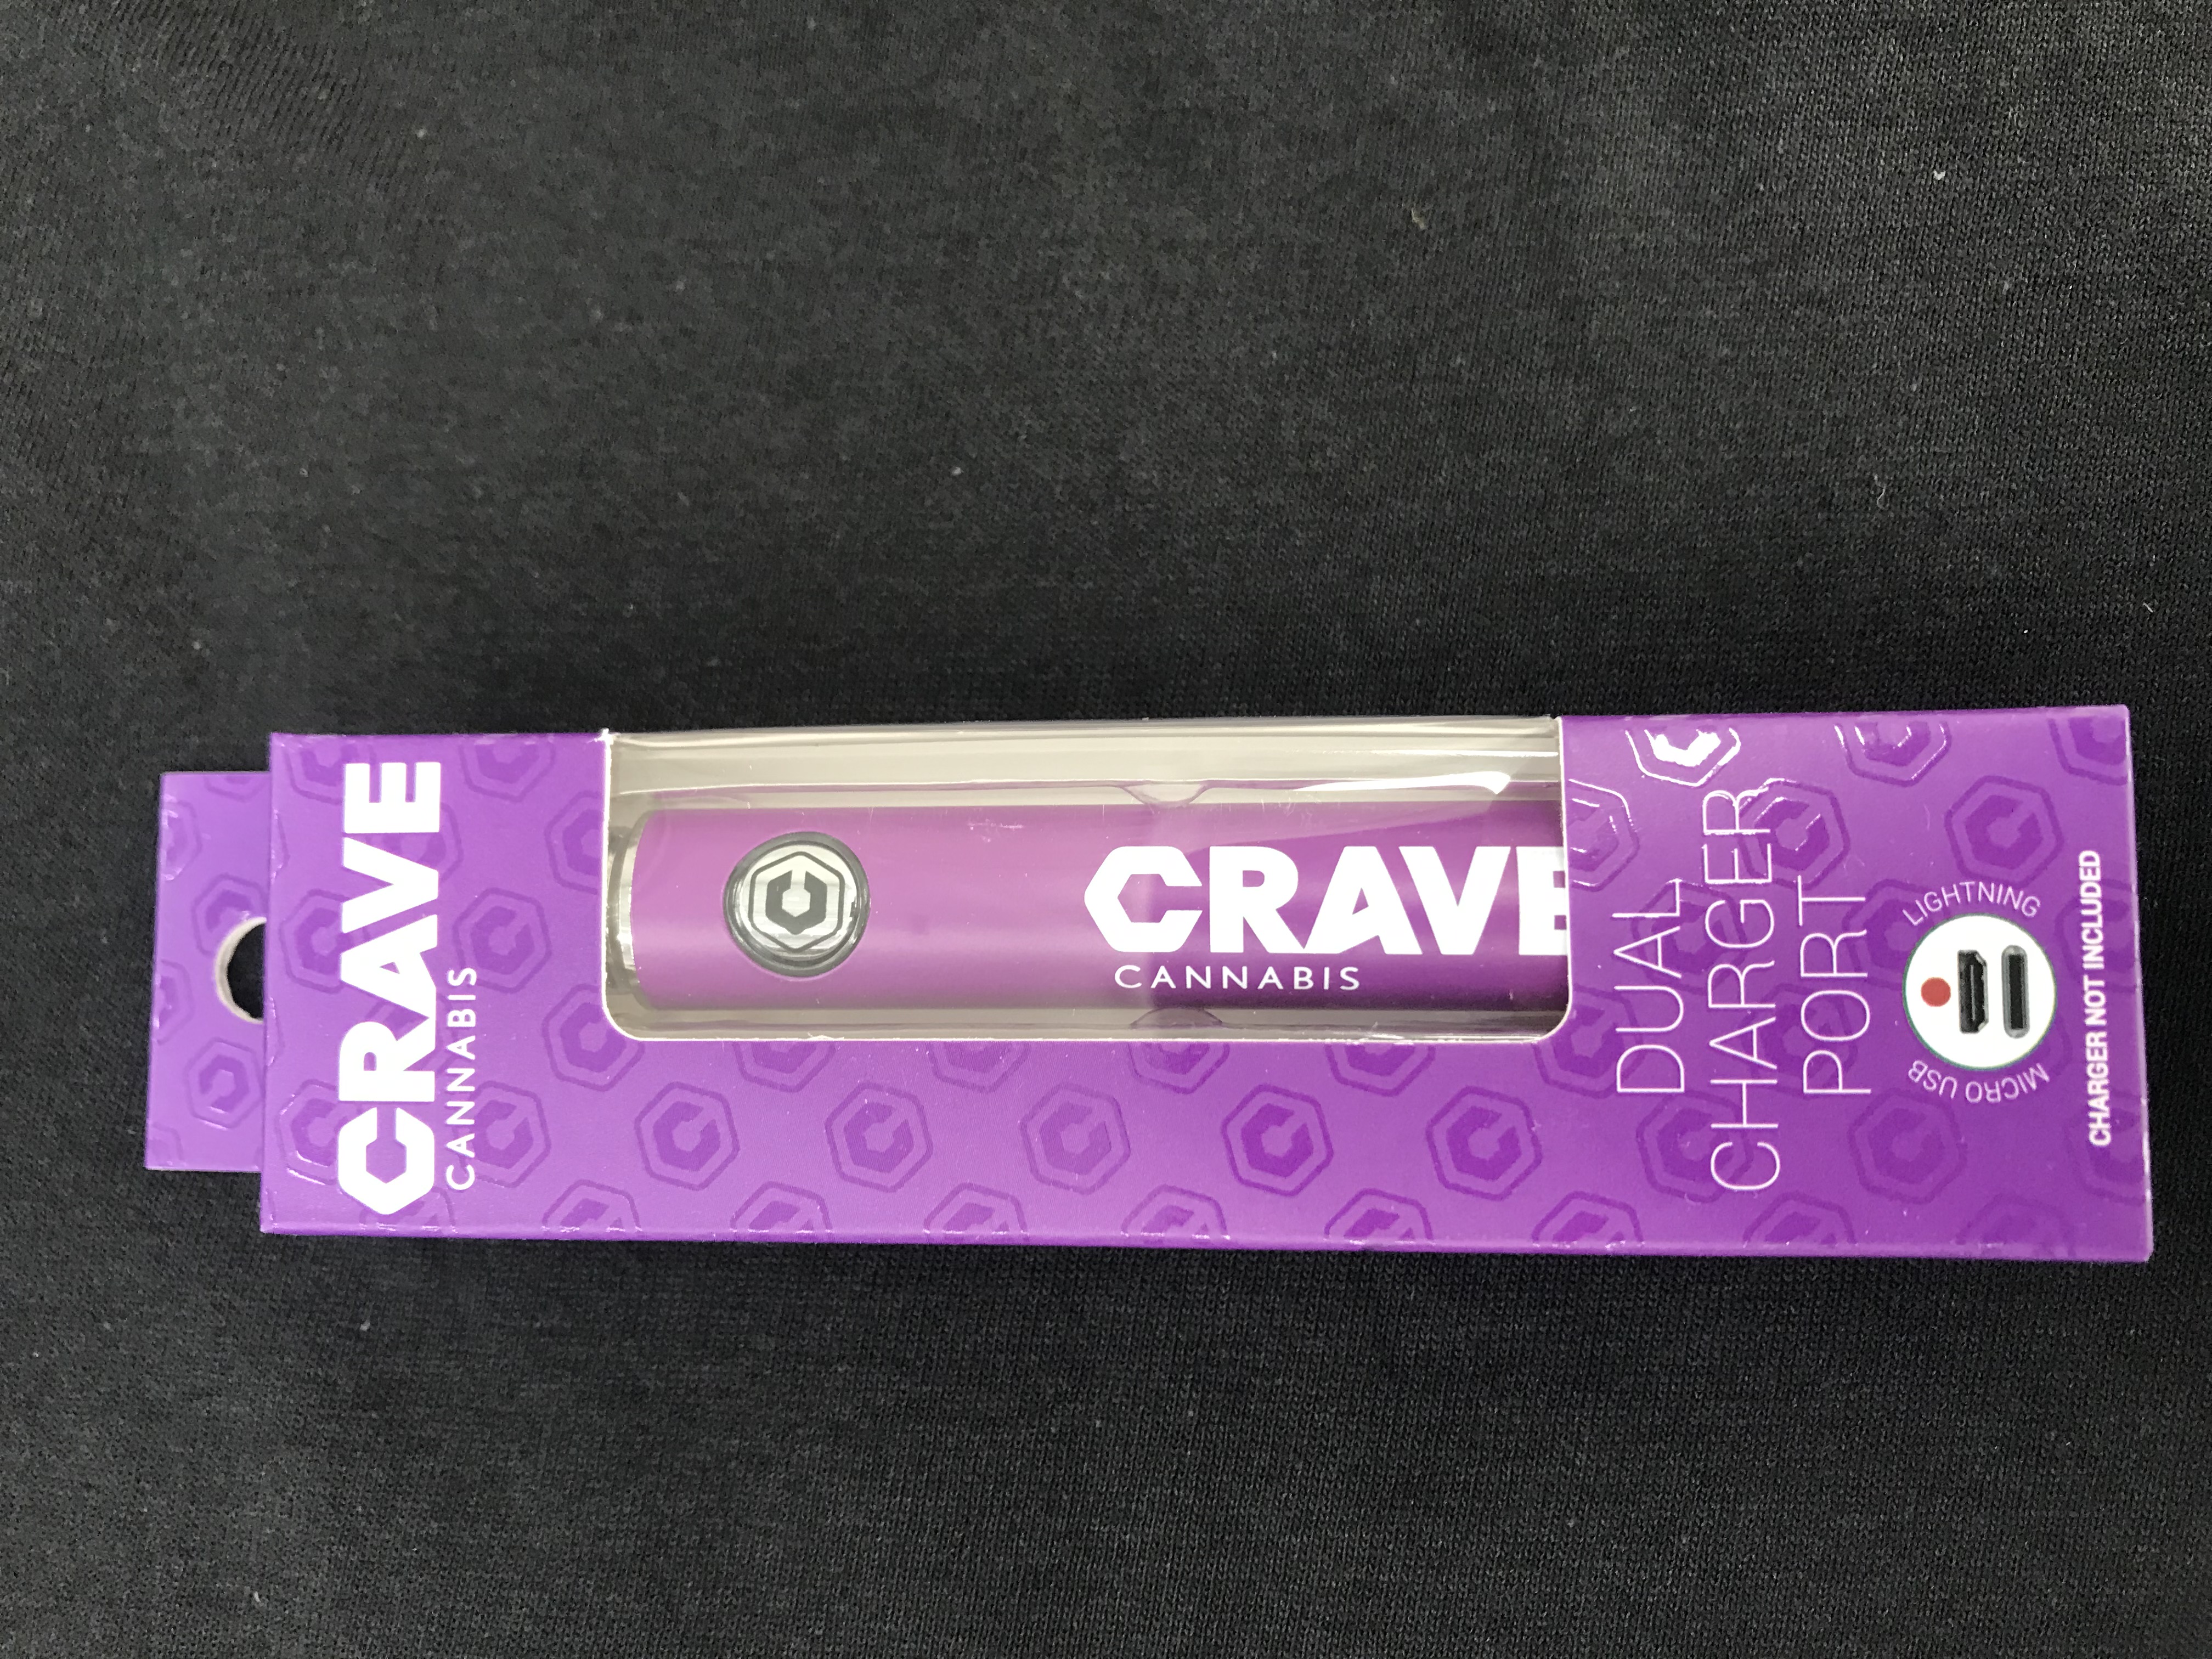 CRAVE
CANNABIS
CRAVE
CANNABIS
DUAL
CHARGER
PORT
LIGHTNING
MICRO USB
CHARGER NOT INCLUDED